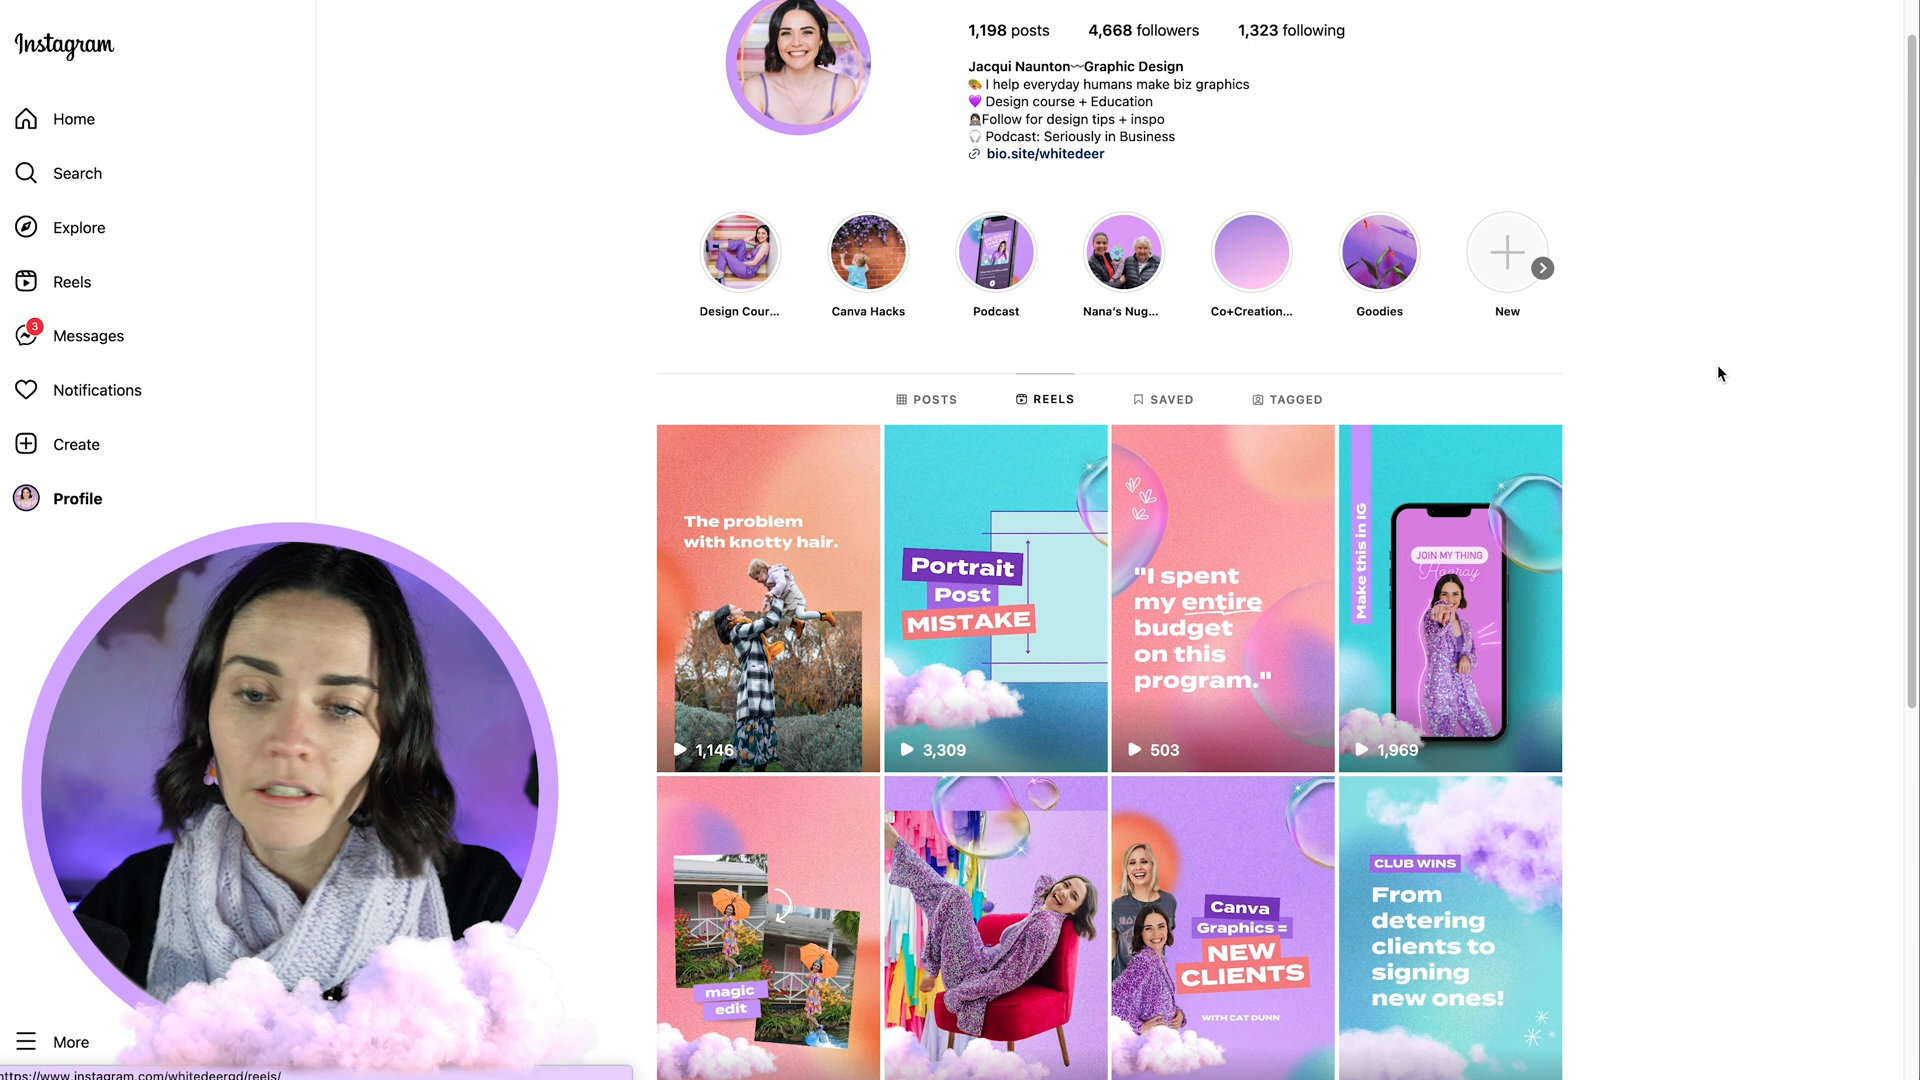 Instagram
Home
Search
Explore
Reels
3
Messages
Notifications
Create
Profile
More
https://www.instagram.com/whitedeergd/reels/
1,198 posts 4,668 followers 1,323 following
Jacqui Naunton〰Graphic Design
🎨 I help everyday humans make biz graphics
💜 Design course + Education
👩🏻‍💻Follow for design tips + inspo
🎧 Podcast: Seriously in Business
bio.site/whitedeer
Design Cour...
Canva Hacks
Podcast
Nana's Nug...
Co+Creation...
Goodies
New
POSTS REELS SAVED TAGGED
The problem
with knotty hair.
1,146
Portrait
Post
MISTAKE
3,309
"I spent
my entire
budget
on this
program."
503
Make this in IG
JOIN MY THING
Hooray
1,969
magic
edit
Canva
Graphics =
NEW
CLIENTS
WITH CAT DUNN
CLUB WINS
From
detering
clients to
signing
new ones!